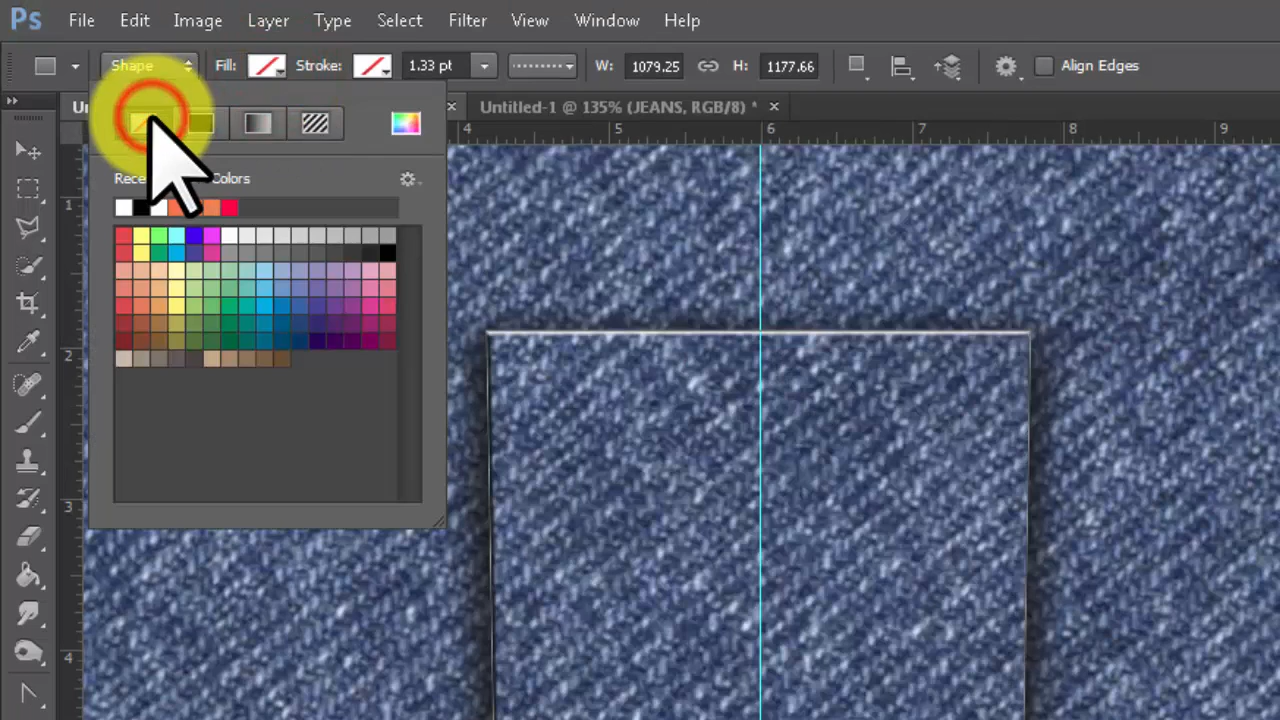 Ps File Edit Image Layer Type Select Filter View Window Help
Shape Fill: Stroke: 1.33 pt W: 1079.25 H: 1177.66 Align Edges
Untitled-1 @ 135% (JEANS, RGB/8) *
4 5 6 7 8 9
Colors
1
2
3
4